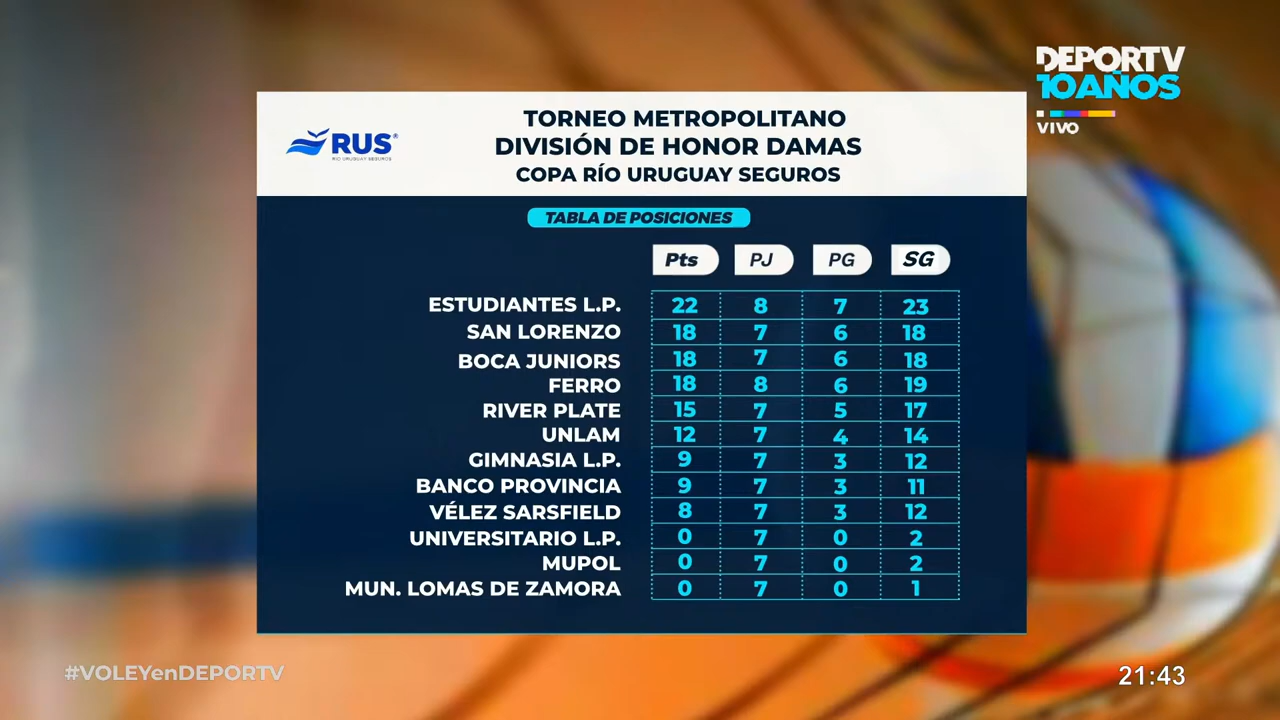 DEPORTV
10AÑOS
VIVO
RUS®
RÍO URUGUAY SEGUROS
TORNEO METROPOLITANO
DIVISIÓN DE HONOR DAMAS
COPA RÍO URUGUAY SEGUROS
TABLA DE POSICIONES
Pts PJ PG SG
ESTUDIANTES L.P. 22 8 7 23
SAN LORENZO 18 7 6 18
BOCA JUNIORS 18 7 6 18
FERRO 18 8 6 19
RIVER PLATE 15 7 5 17
UNLAM 12 7 4 14
GIMNASIA L.P. 9 7 3 12
BANCO PROVINCIA 9 7 3 11
VÉLEZ SARSFIELD 8 7 3 12
UNIVERSITARIO L.P. 0 7 0 2
MUPOL 0 7 0 2
MUN. LOMAS DE ZAMORA 0 7 0 1
#VOLEYenDEPORTV
21:43